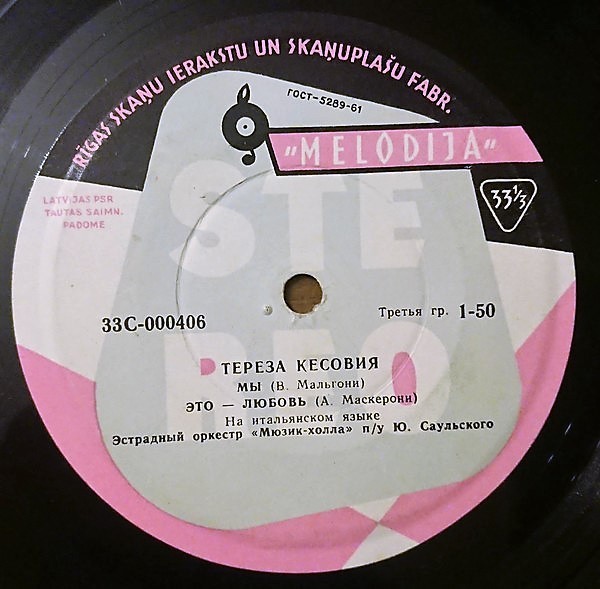 RĪGAS SKAŅU IERAKSTU UN SKAŅUPLAŠU FABR.
ГОСТ-5289-61
"MELODIJA"
LATVIJAS PSR
TAUTAS SAIMN.
PADOME
33⅓
STE
REO
33С-000406
Третья гр. 1-50
ТЕРЕЗА КЕСОВИЯ
МЫ (В. Мальгони)
ЭТО — ЛЮБОВЬ (А. Маскерони)
На итальянском языке
Эстрадный оркестр «Мюзик-холла» п/у Ю. Саульского